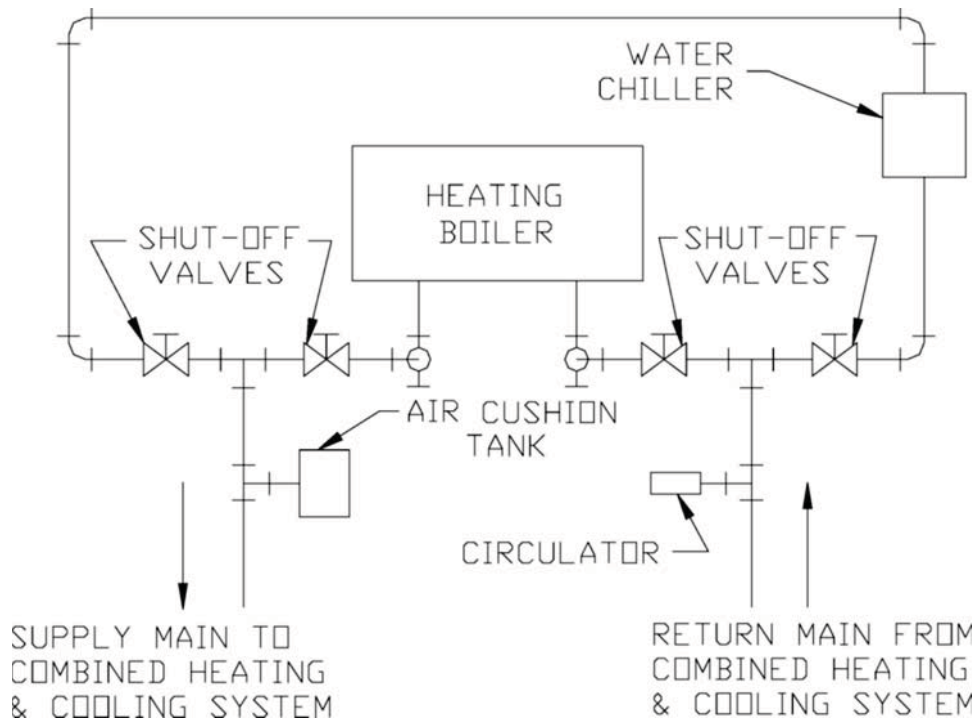 WATER
CHILLER
HEATING
BOILER
SHUT-OFF
VALVES
SHUT-OFF
VALVES
AIR CUSHION
TANK
CIRCULATOR
SUPPLY MAIN TO
COMBINED HEATING
& COOLING SYSTEM
RETURN MAIN FROM
COMBINED HEATING
& COOLING SYSTEM